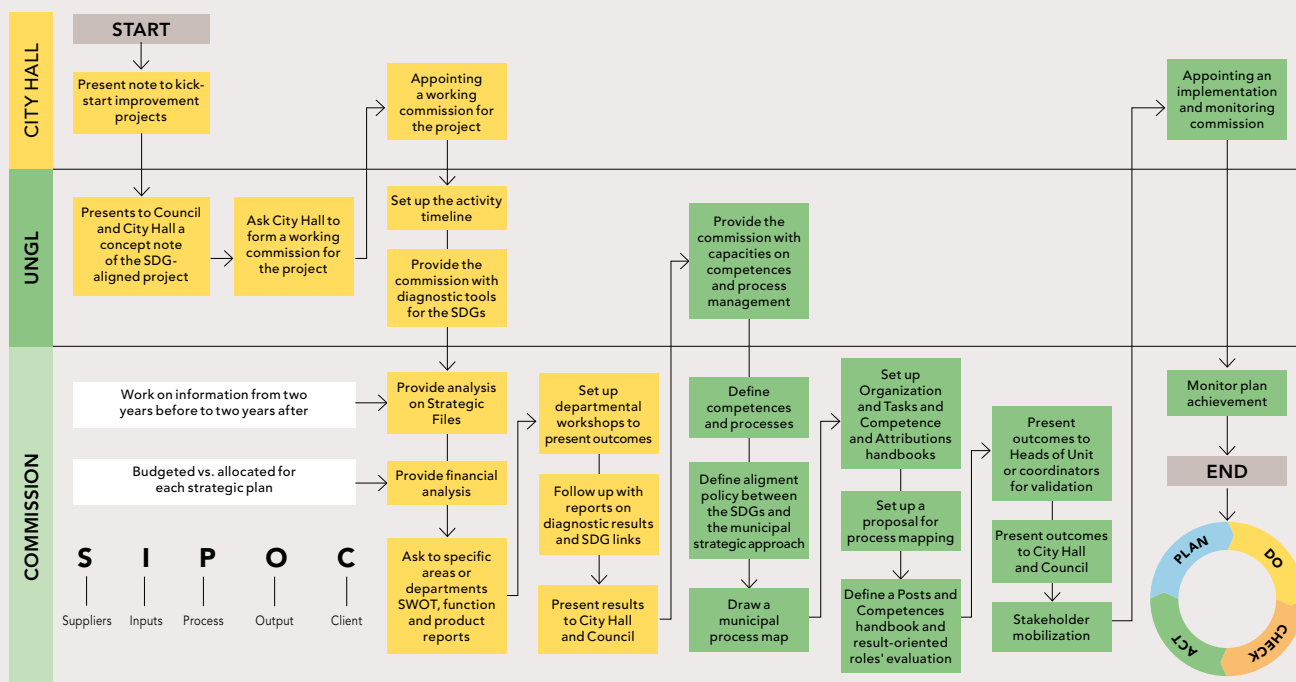 CITY HALL
START
Present note to kick-
start improvement
projects
Appointing
a working
commission for
the project
Appointing an
implementation
and monitoring
commission
UNGL
Presents to Council
and City Hall a
concept note
of the SDG-
aligned project
Ask City Hall to
form a working
commission for
the project
Set up the activity
timeline
Provide the
commission with
diagnostic tools
for the SDGs
Provide the
commission with
capacities on
competences
and process
management
COMMISSION
Work on information from two
years before to two years after
Budgeted vs. allocated for
each strategic plan
S I P O C
Suppliers Inputs Process Output Client
Provide analysis
on Strategic
Files
Provide financial
analysis
Ask to specific
areas or
departments
SWOT, function
and product
reports
Set up
departmental
workshops to
present outcomes
Follow up with
reports on
diagnostic results
and SDG links
Present results
to City Hall
and Council
Define
competences
and processes
Define aligment
policy between
the SDGs and
the municipal
strategic approach
Draw a
municipal
process map
Set up
Organization
and Tasks and
Competence
and Attributions
handbooks
Set up a
proposal for
process mapping
Define a Posts and
Competences
handbook and
result-oriented
roles' evaluation
Present
outcomes to
Heads of Unit
or coordinators
for validation
Present outcomes
to City Hall
and Council
Stakeholder
mobilization
Monitor plan
achievement
END
PLAN
DO
CHECK
ACT